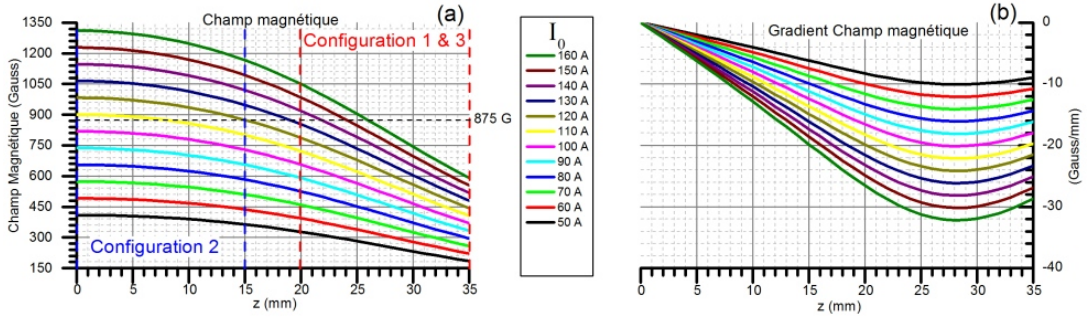 Champ magnétique
(a)
Configuration 1 & 3
Configuration 2
875 G
Champ Magnétique (Gauss)
1350
1200
1050
900
750
600
450
300
150
0 5 10 15 20 25 30 35
z (mm)
I0
160 A
150 A
140 A
130 A
120 A
110 A
100 A
90 A
80 A
70 A
60 A
50 A
(b)
Gradient Champ magnétique
0
-10
-20
-30
-40
(Gauss/mm)
0 5 10 15 20 25 30 35
z (mm)